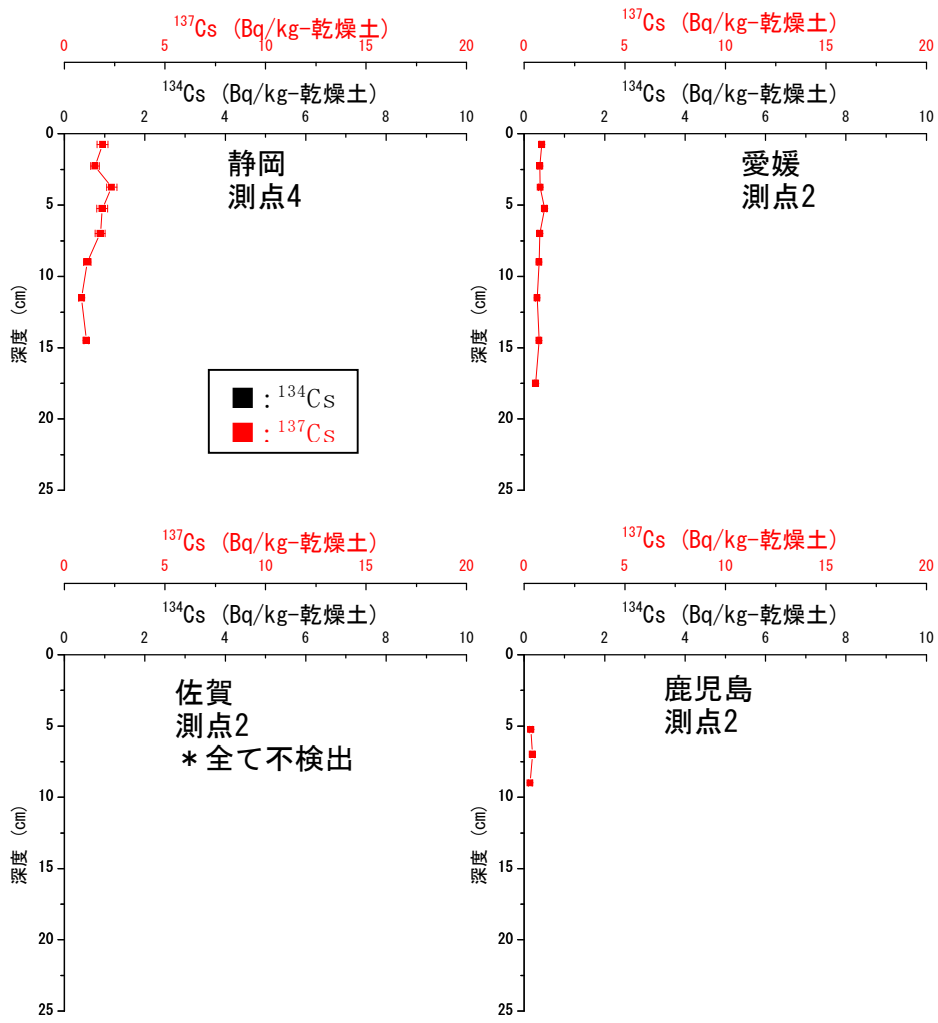 ¹³⁷Cs (Bq/kg-乾燥土)
0 5 10 15 20
¹³⁴Cs (Bq/kg-乾燥土)
0 2 4 6 8 10
静岡
測点4
深度 (cm)
0
5
10
15
20
25
■ : ¹³⁴Cs
■ : ¹³⁷Cs
¹³⁷Cs (Bq/kg-乾燥土)
0 5 10 15 20
¹³⁴Cs (Bq/kg-乾燥土)
0 2 4 6 8 10
愛媛
測点2
深度 (cm)
0
5
10
15
20
25
¹³⁷Cs (Bq/kg-乾燥土)
0 5 10 15 20
¹³⁴Cs (Bq/kg-乾燥土)
0 2 4 6 8 10
佐賀
測点2
*全て不検出
深度 (cm)
0
5
10
15
20
25
¹³⁷Cs (Bq/kg-乾燥土)
0 5 10 15 20
¹³⁴Cs (Bq/kg-乾燥土)
0 2 4 6 8 10
鹿児島
測点2
深度 (cm)
0
5
10
15
20
25